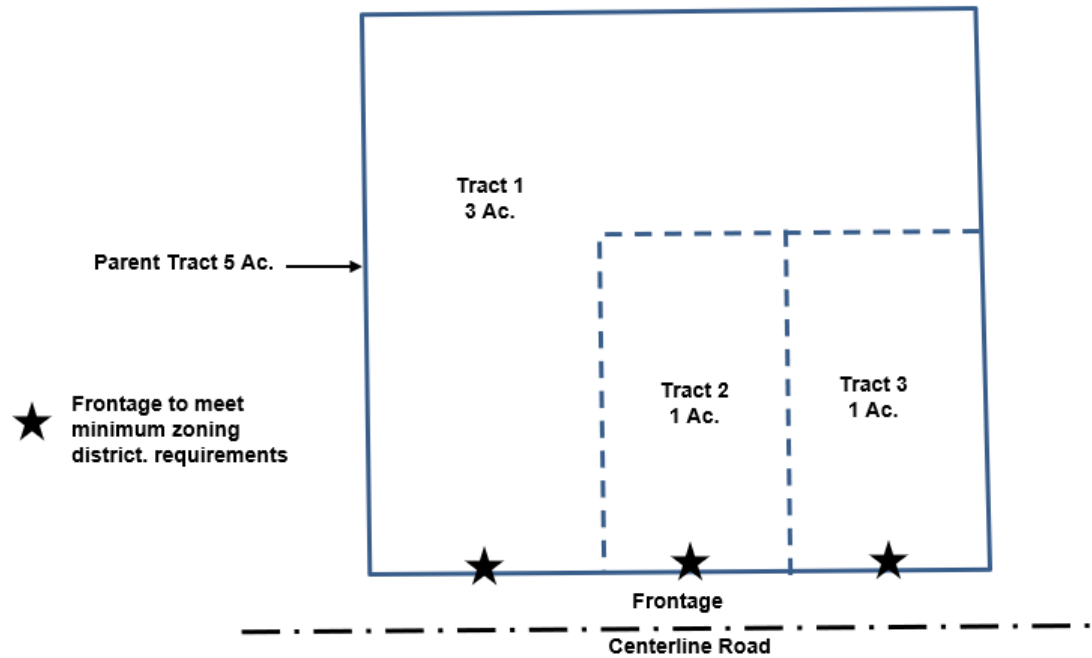 Tract 1
3 Ac.
Parent Tract 5 Ac.
Tract 2
1 Ac.
Tract 3
1 Ac.
Frontage to meet
minimum zoning
district. requirements
Frontage
Centerline Road